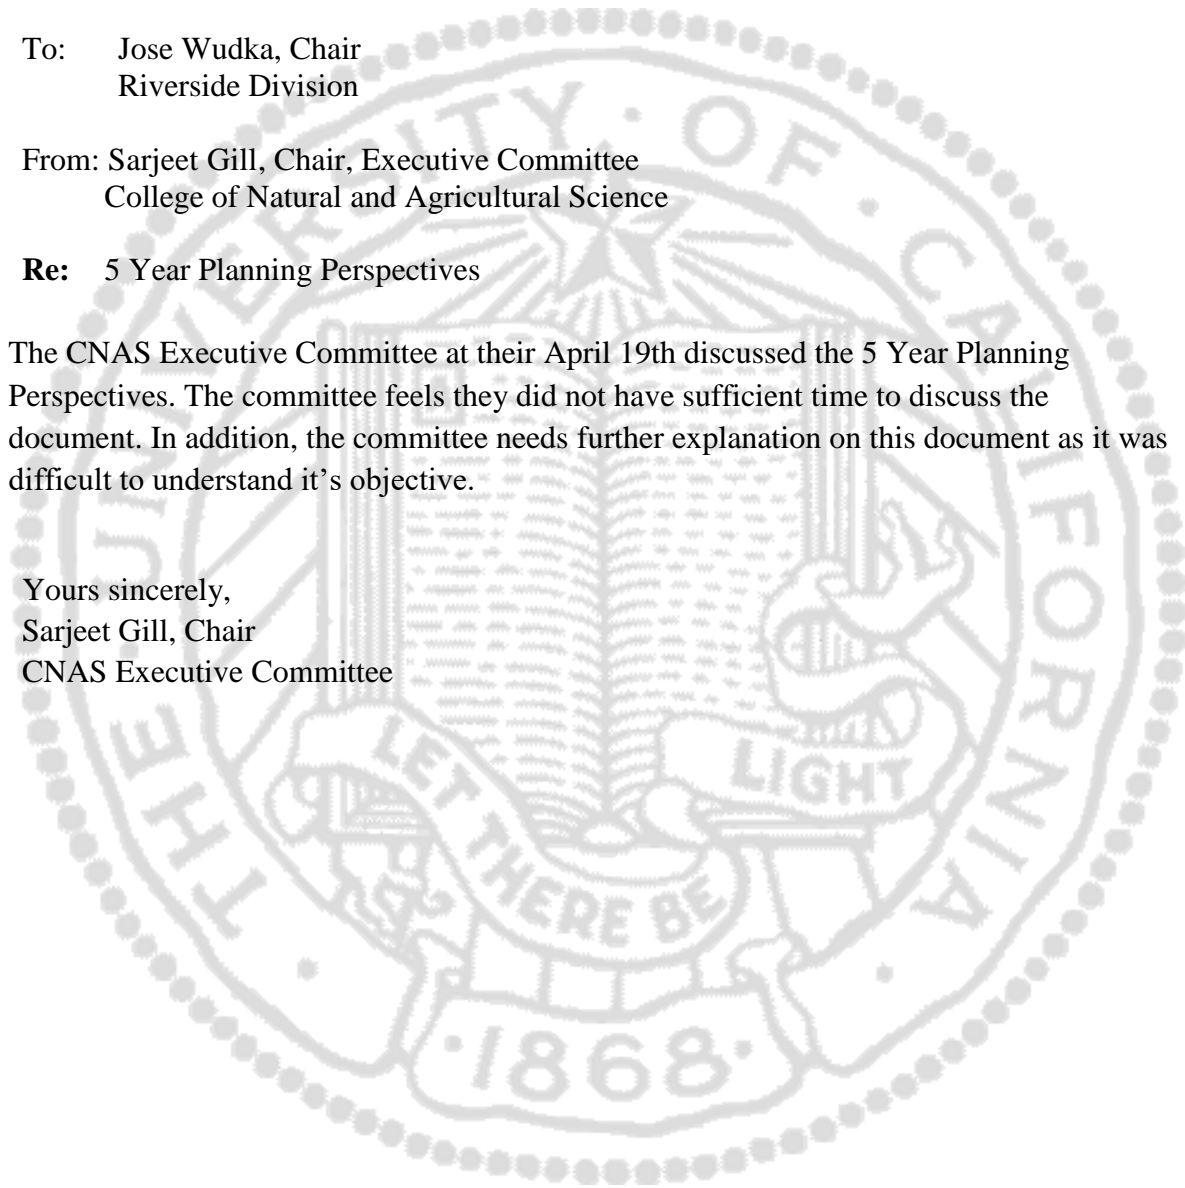 To: Jose Wudka, Chair
Riverside Division
From: Sarjeet Gill, Chair, Executive Committee
College of Natural and Agricultural Science
Re: 5 Year Planning Perspectives
The CNAS Executive Committee at their April 19th discussed the 5 Year Planning
Perspectives. The committee feels they did not have sufficient time to discuss the
document. In addition, the committee needs further explanation on this document as it was
difficult to understand it’s objective.
Yours sincerely,
Sarjeet Gill, Chair
CNAS Executive Committee
THE · UNIVERSITY · OF · CALIFORNIA
LET THERE BE LIGHT
·1868·